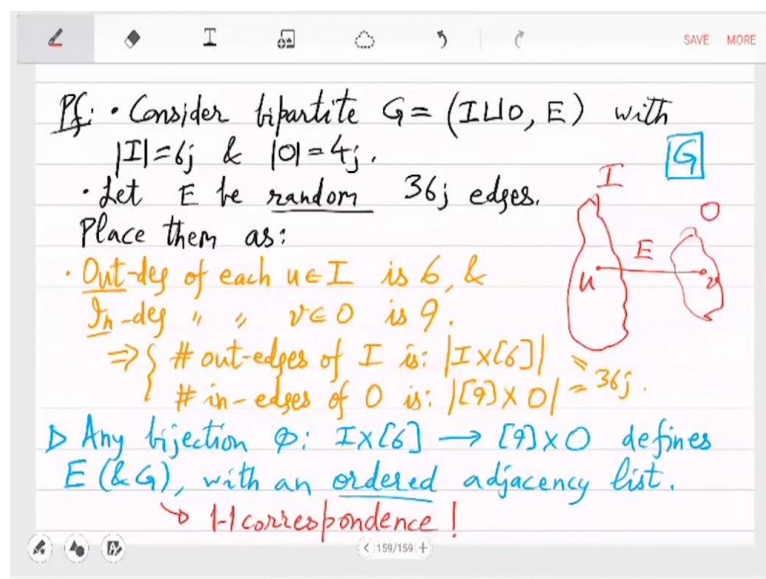 SAVE MORE
Pf: • Consider bipartite G = (I⊔O, E) with
|I|=6j & |O|=4j.
• Let E be random 36j edges.
Place them as:
• Out-deg of each u∈I is 6, &
In-deg " " v∈O is 9.
⇒ { # out-edges of I is: |I×[6]|
# in-edges of O is: |[9]×O| = 36j.
▷ Any bijection φ: I×[6] → [9]×O defines
E (& G), with an ordered adjacency list.
↳ 1-1 correspondence !
G
I
O
E
u
v
< 159/159 +